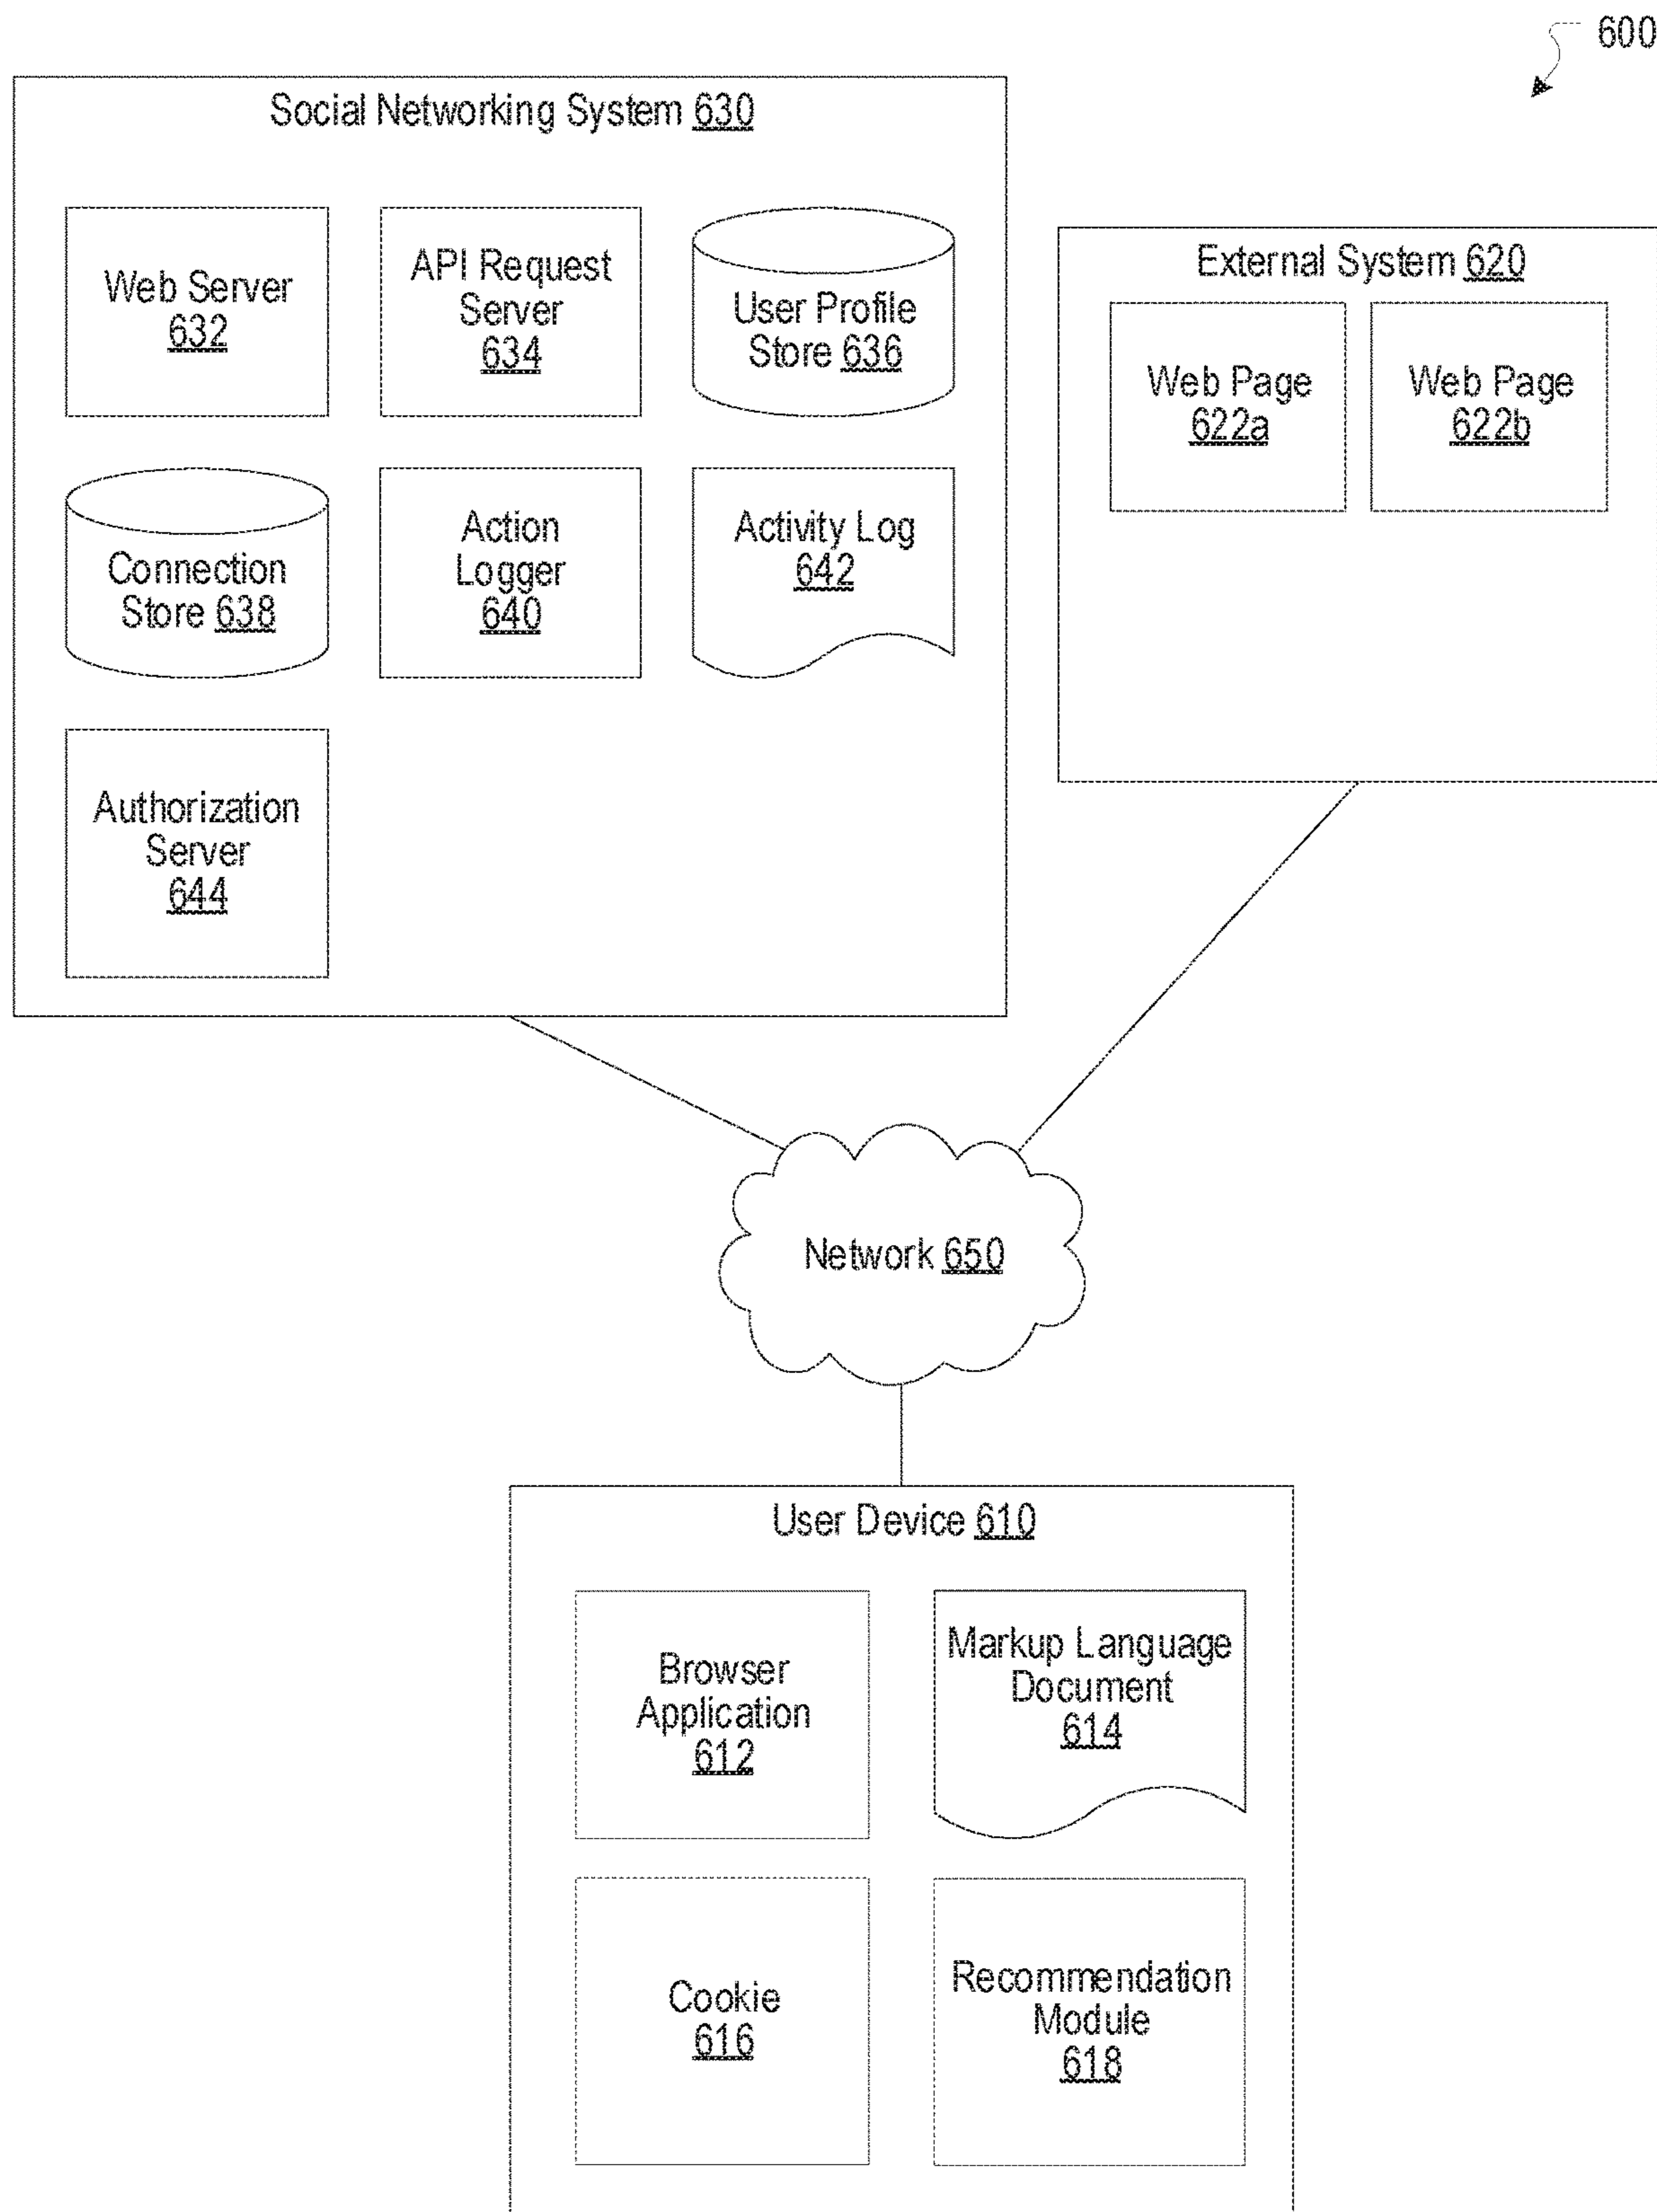 600
Social Networking System 630
Web Server
632
API Request
Server
634
User Profile
Store 636
Connection
Store 638
Action
Logger
640
Activity Log
642
Authorization
Server
644
External System 620
Web Page
622a
Web Page
622b
Network 650
User Device 610
Browser
Application
612
Markup Language
Document
614
Cookie
616
Recommendation
Module
618